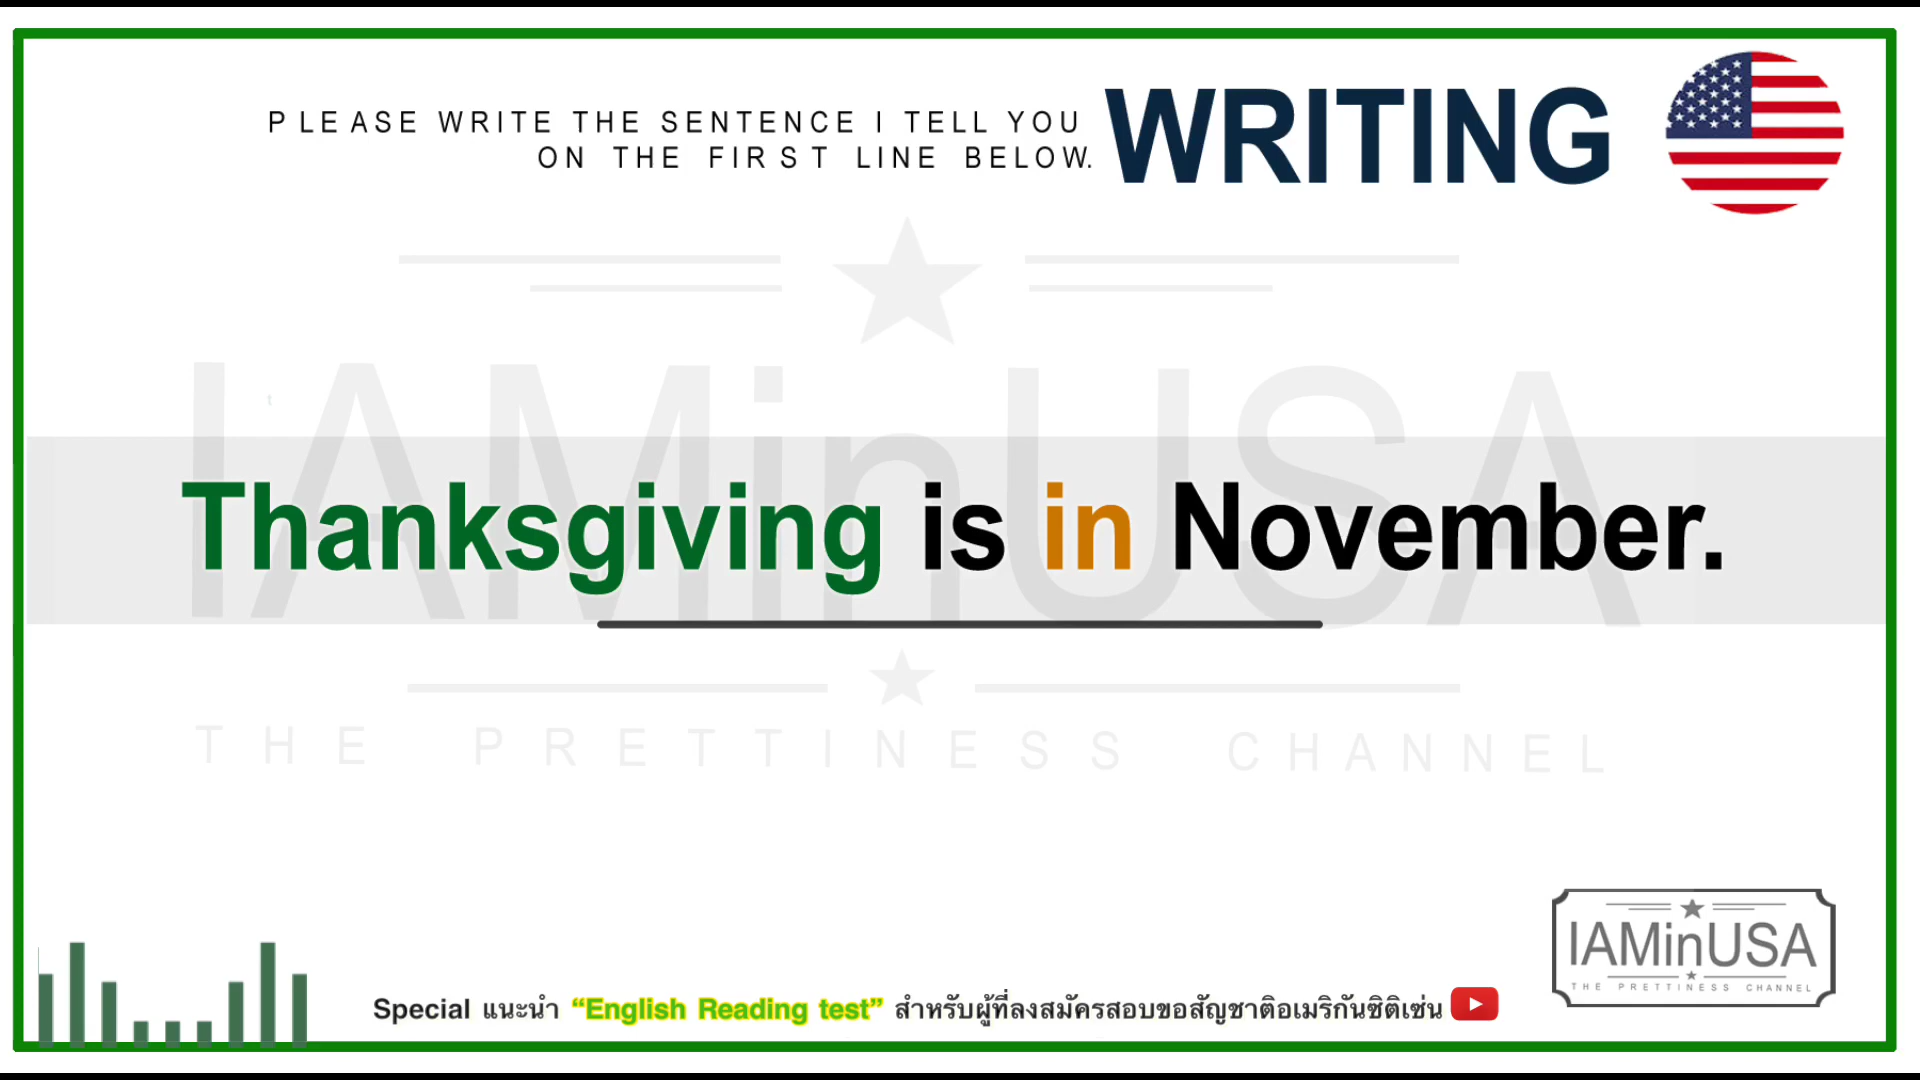 PLEASE WRITE THE SENTENCE I TELL YOU
ON THE FIRST LINE BELOW.
WRITING
IAMinUSA
Thanksgiving is in November.
THE PRETTINESS CHANNEL
IAMinUSA
THE PRETTINESS CHANNEL
Special แนะนำ “English Reading test” สำหรับผู้ที่ลงสมัครสอบขอสัญชาติอเมริกันซิติเซ่น